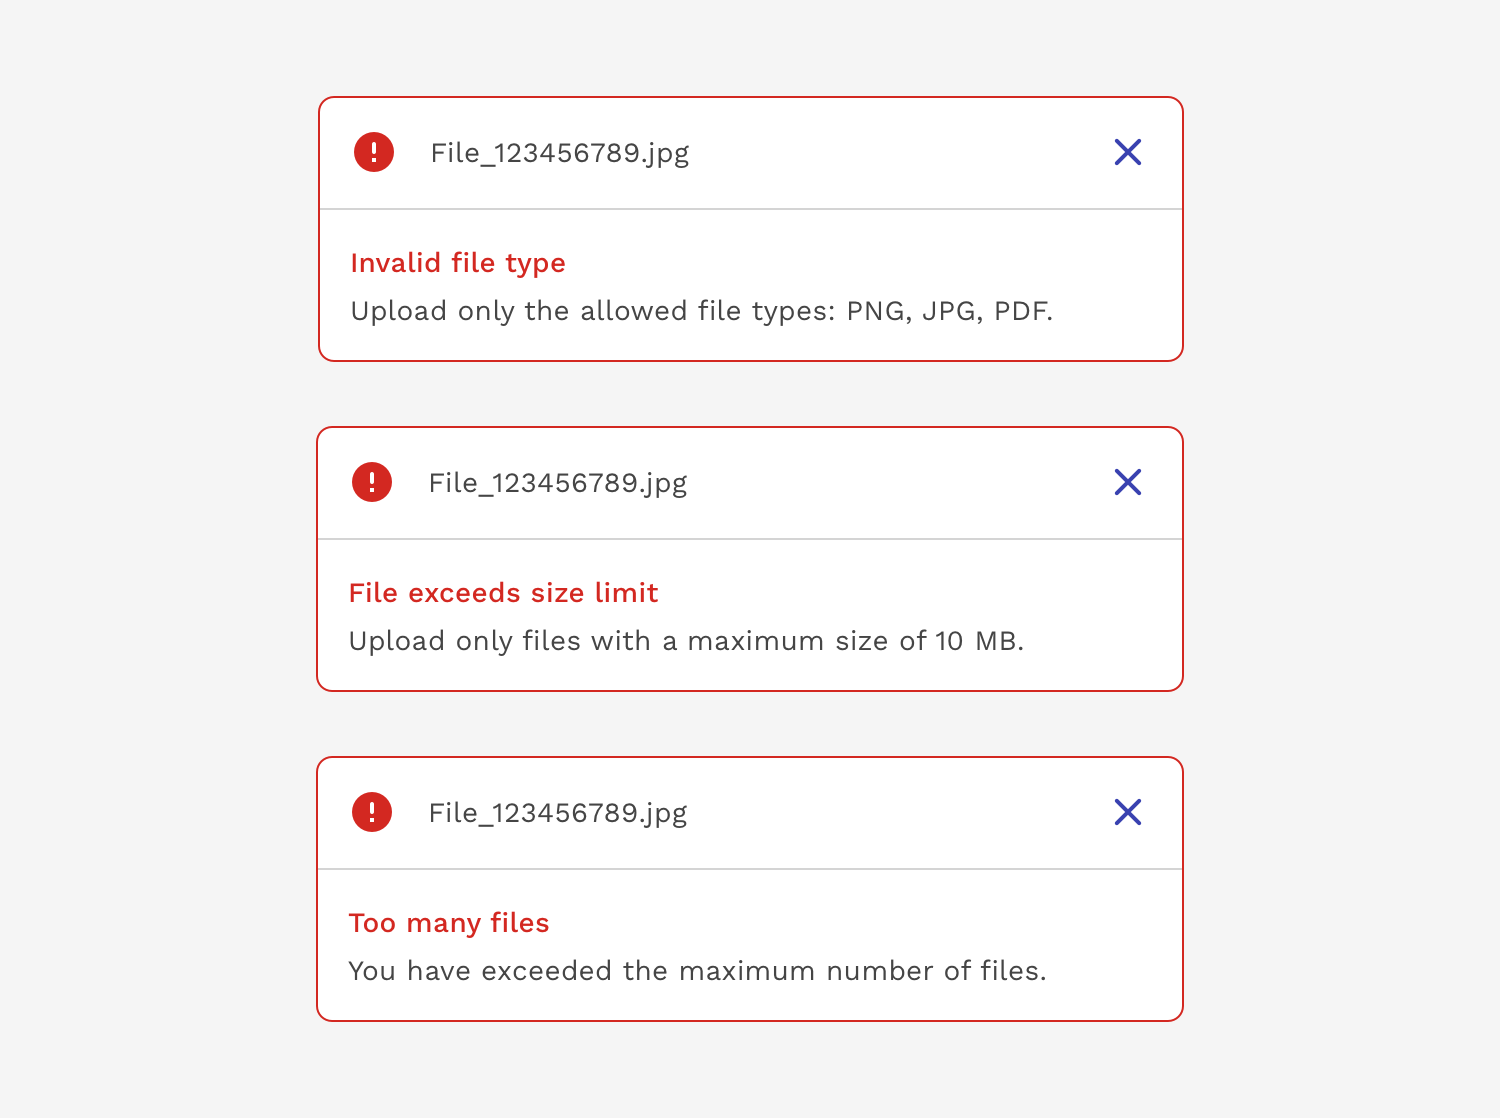 File_123456789.jpg
Invalid file type
Upload only the allowed file types: PNG, JPG, PDF.
File_123456789.jpg
File exceeds size limit
Upload only files with a maximum size of 10 MB.
File_123456789.jpg
Too many files
You have exceeded the maximum number of files.